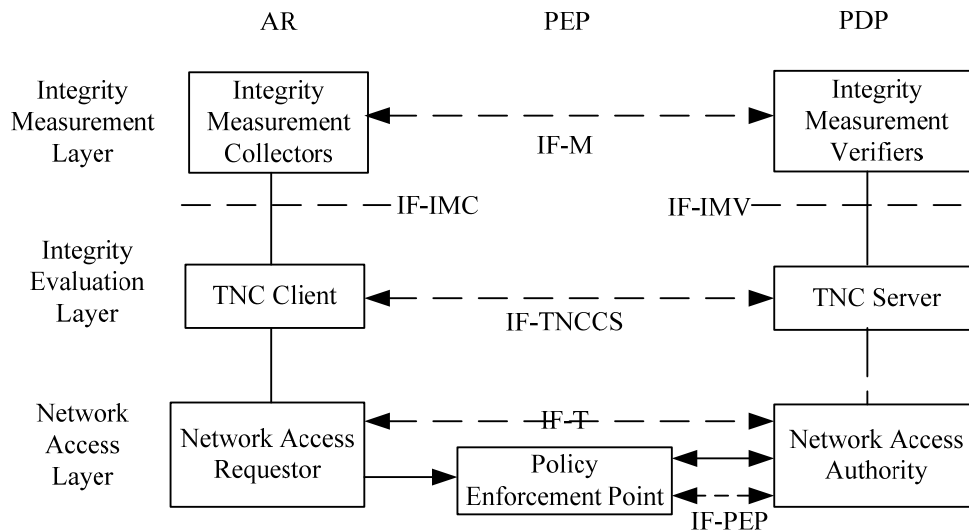 AR
PEP
PDP
Integrity
Measurement
Layer
Integrity
Measurement
Collectors
IF-M
Integrity
Measurement
Verifiers
IF-IMC
IF-IMV
Integrity
Evaluation
Layer
TNC Client
IF-TNCCS
TNC Server
Network
Access
Layer
Network Access
Requestor
IF-T
Policy
Enforcement Point
Network Access
Authority
IF-PEP